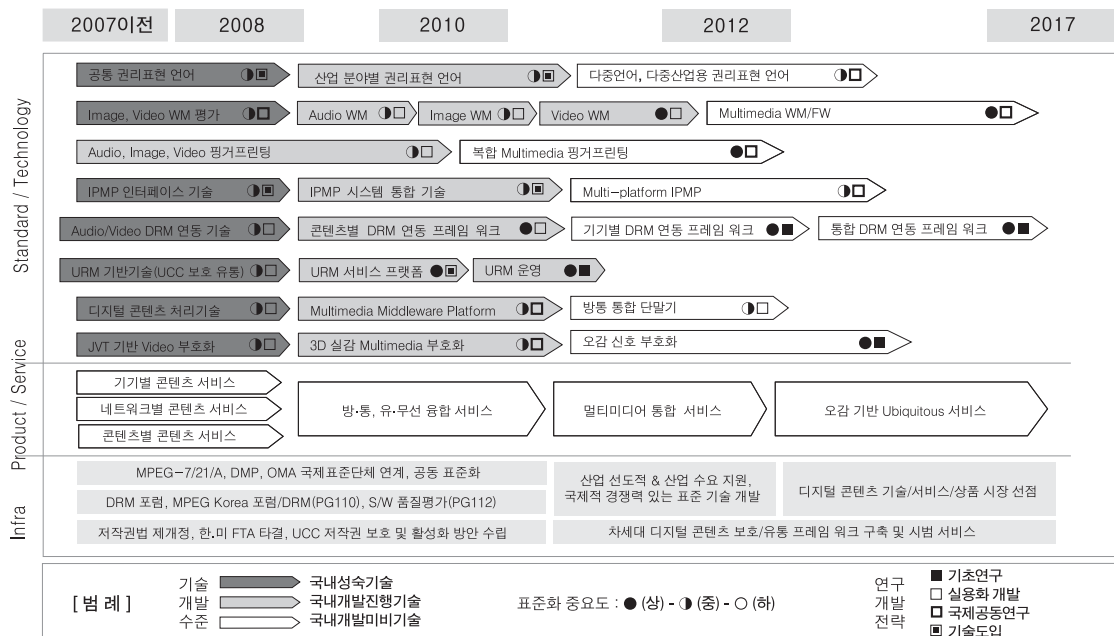 2007이전 2008 2010 2012 2017
Standard / Technology
공통 권리표현 언어 ◑▣ 산업 분야별 권리표현 언어 ◑▣ 다중언어, 다중산업용 권리표현 언어 ◑□
Image, Video WM 평가 ◑□ Audio WM ◑□ Image WM ◑□ Video WM ●□ Multimedia WM/FW ●□
Audio, Image, Video 핑거프린팅 ◑□ 복합 Multimedia 핑거프린팅 ●□
IPMP 인터페이스 기술 ◑▣ IPMP 시스템 통합 기술 ◑▣ Multi-platform IPMP ◑□
Audio/Video DRM 연동 기술 ◑□ 콘텐츠별 DRM 연동 프레임 워크 ●□ 기기별 DRM 연동 프레임 워크 ●■ 통합 DRM 연동 프레임 워크 ●■
URM 기반기술(UCC 보호 유통) ◑□ URM 서비스 플랫폼 ●▣ URM 운영 ●■
디지털 콘텐츠 처리기술 ◑□ Multimedia Middleware Platform ◑□ 방통 통합 단말기 ◑□
JVT 기반 Video 부호화 ◑□ 3D 실감 Multimedia 부호화 ◑□ 오감 신호 부호화 ●■
Product / Service
기기별 콘텐츠 서비스
네트워크별 콘텐츠 서비스 방·통, 유·무선 융합 서비스 멀티미디어 통합 서비스 오감 기반 Ubiquitous 서비스
콘텐츠별 콘텐츠 서비스
Infra
MPEG-7/21/A, DMP, OMA 국제표준단체 연계, 공동 표준화
DRM 포럼, MPEG Korea 포럼/DRM(PG110), S/W 품질평가(PG112)
산업 선도적 & 산업 수요 지원,
국제적 경쟁력 있는 표준 기술 개발
디지털 콘텐츠 기술/서비스/상품 시장 선점
저작권법 제개정, 한.미 FTA 타결, UCC 저작권 보호 및 활성화 방안 수립 차세대 디지털 콘텐츠 보호/유통 프레임 워크 구축 및 시범 서비스
[ 범 례 ]
기술
개발
수준
국내성숙기술
국내개발진행기술
국내개발미비기술
표준화 중요도 : ● (상) - ◑ (중) - ○ (하)
연구
개발
전략
■ 기초연구
□ 실용화 개발
□ 국제공동연구
▣ 기술도입